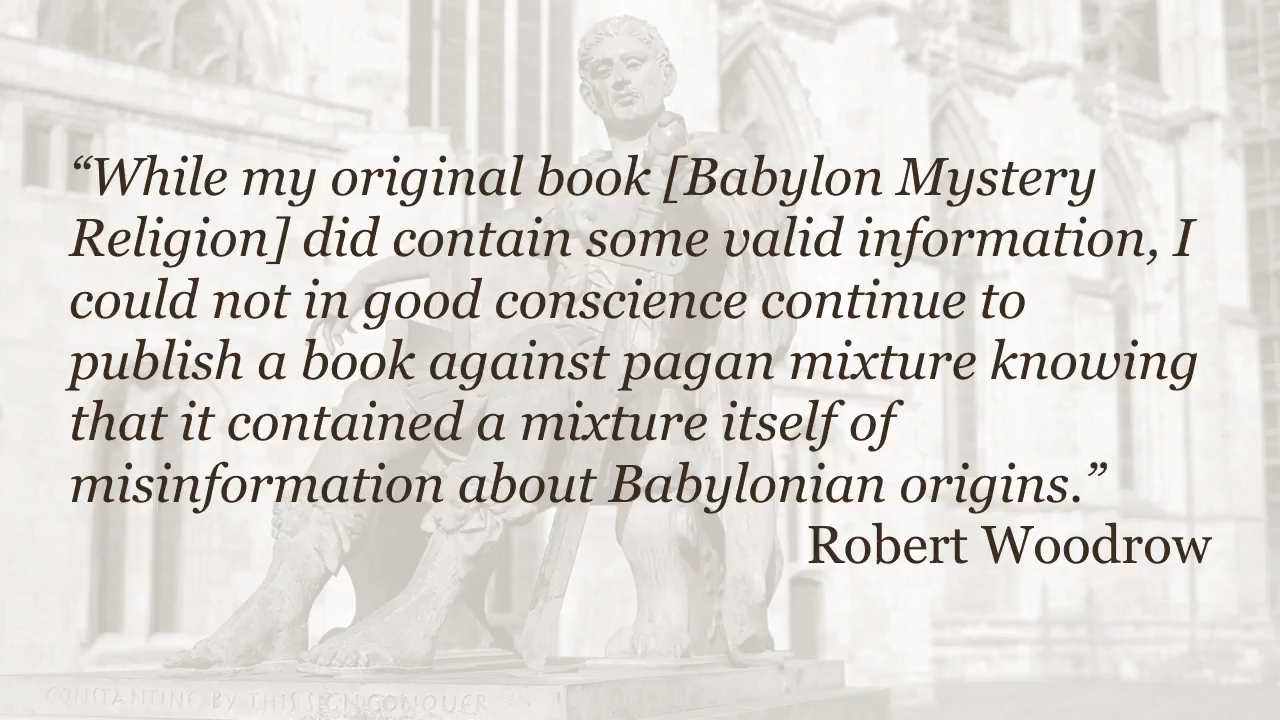 “While my original book [Babylon Mystery
Religion] did contain some valid information, I
could not in good conscience continue to
publish a book against pagan mixture knowing
that it contained a mixture itself of
misinformation about Babylonian origins.”
Robert Woodrow
CONSTANTINE BY THIS SIGN CONQUER